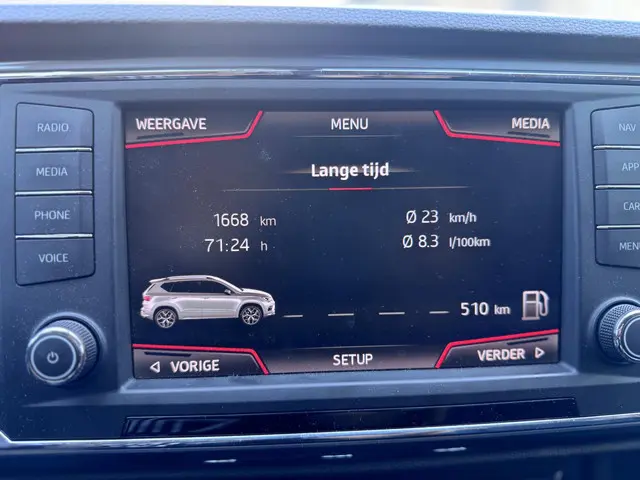 RADIO
MEDIA
PHONE
VOICE
WEERGAVE MENU MEDIA
Lange tijd
1668 km Ø 23 km/h
71:24 h Ø 8.3 l/100km
510 km
VORIGE SETUP VERDER
NAV
APP
CAR
MENU